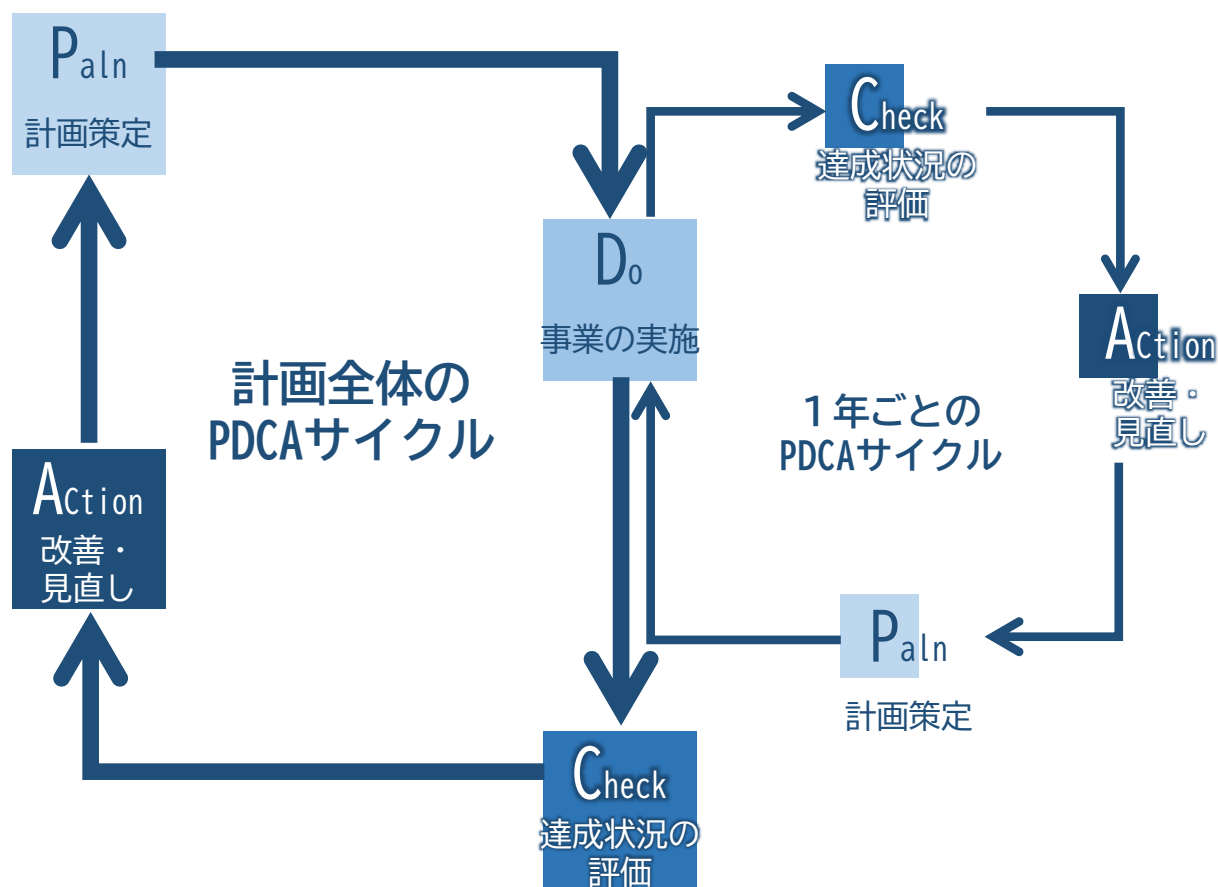 Paln
計画策定
Do
事業の実施
Check
達成状況の
評価
ACtion
改善・
見直し
計画全体の
PDCAサイクル
Check
達成状況の
評価
ACtion
改善・
見直し
Paln
計画策定
１年ごとの
PDCAサイクル